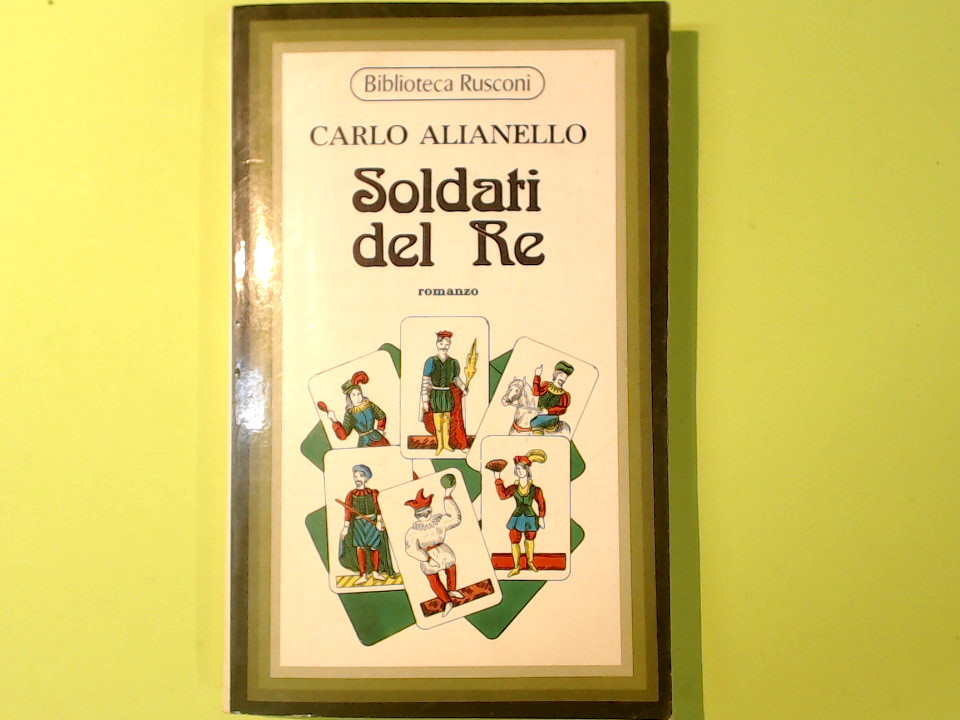 Biblioteca Rusconi
CARLO ALIANELLO
Soldati
del Re
romanzo